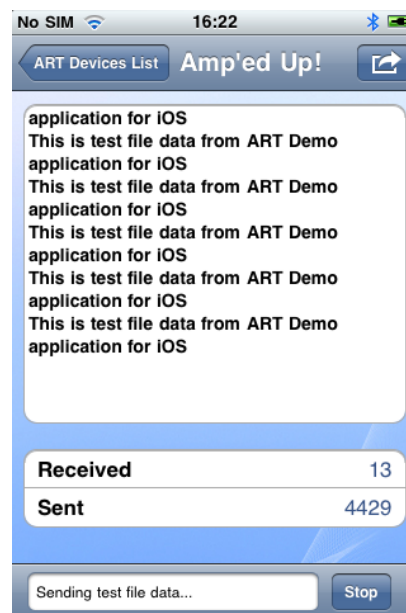 No SIM 16:22
ART Devices List Amp'ed Up!
application for iOS
This is test file data from ART Demo
application for iOS
This is test file data from ART Demo
application for iOS
This is test file data from ART Demo
application for iOS
This is test file data from ART Demo
application for iOS
This is test file data from ART Demo
application for iOS
Received 13
Sent 4429
Sending test file data... Stop